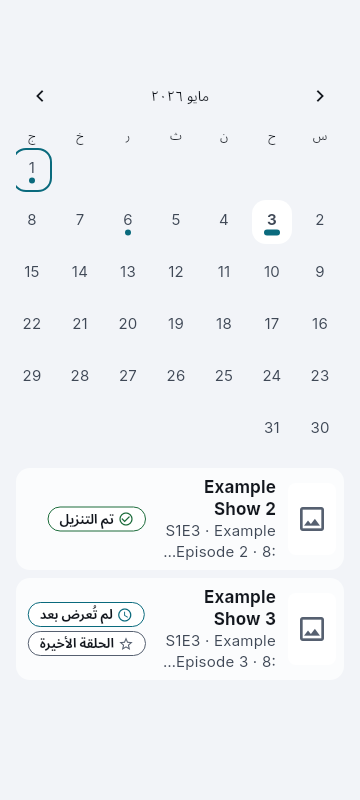 مايو ٢٠٢٦
س ح ن ث ر خ ج
1
2 3 4 5 6 7 8
9 10 11 12 13 14 15
16 17 18 19 20 21 22
23 24 25 26 27 28 29
30 31
Example
Show 2
S1E3 · Example
...Episode 2 · 8:
تم التنزيل
Example
Show 3
S1E3 · Example
...Episode 3 · 8:
لم تُعرض بعد
الحلقة الأخيرة